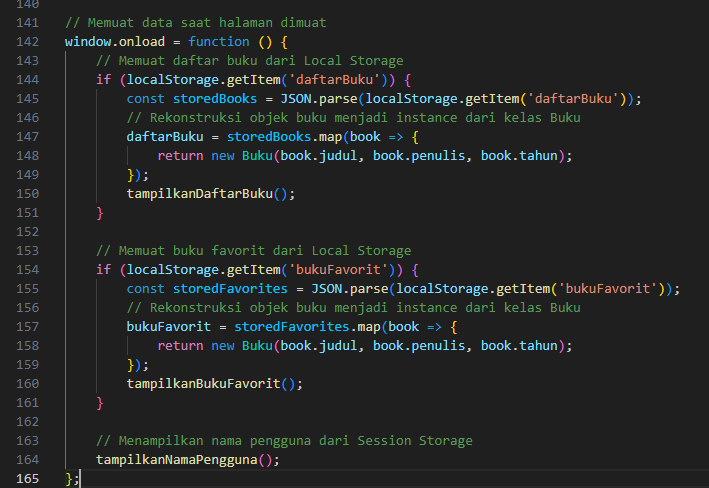 140
141 // Memuat data saat halaman dimuat
142 window.onload = function () {
143     // Memuat daftar buku dari Local Storage
144     if (localStorage.getItem('daftarBuku')) {
145         const storedBooks = JSON.parse(localStorage.getItem('daftarBuku'));
146         // Rekonstruksi objek buku menjadi instance dari kelas Buku
147         daftarBuku = storedBooks.map(book => {
148             return new Buku(book.judul, book.penulis, book.tahun);
149         });
150         tampilkanDaftarBuku();
151     }
152
153     // Memuat buku favorit dari Local Storage
154     if (localStorage.getItem('bukuFavorit')) {
155         const storedFavorites = JSON.parse(localStorage.getItem('bukuFavorit'));
156         // Rekonstruksi objek buku menjadi instance dari kelas Buku
157         bukuFavorit = storedFavorites.map(book => {
158             return new Buku(book.judul, book.penulis, book.tahun);
159         });
160         tampilkanBukuFavorit();
161     }
162
163     // Menampilkan nama pengguna dari Session Storage
164     tampilkanNamaPengguna();
165 };